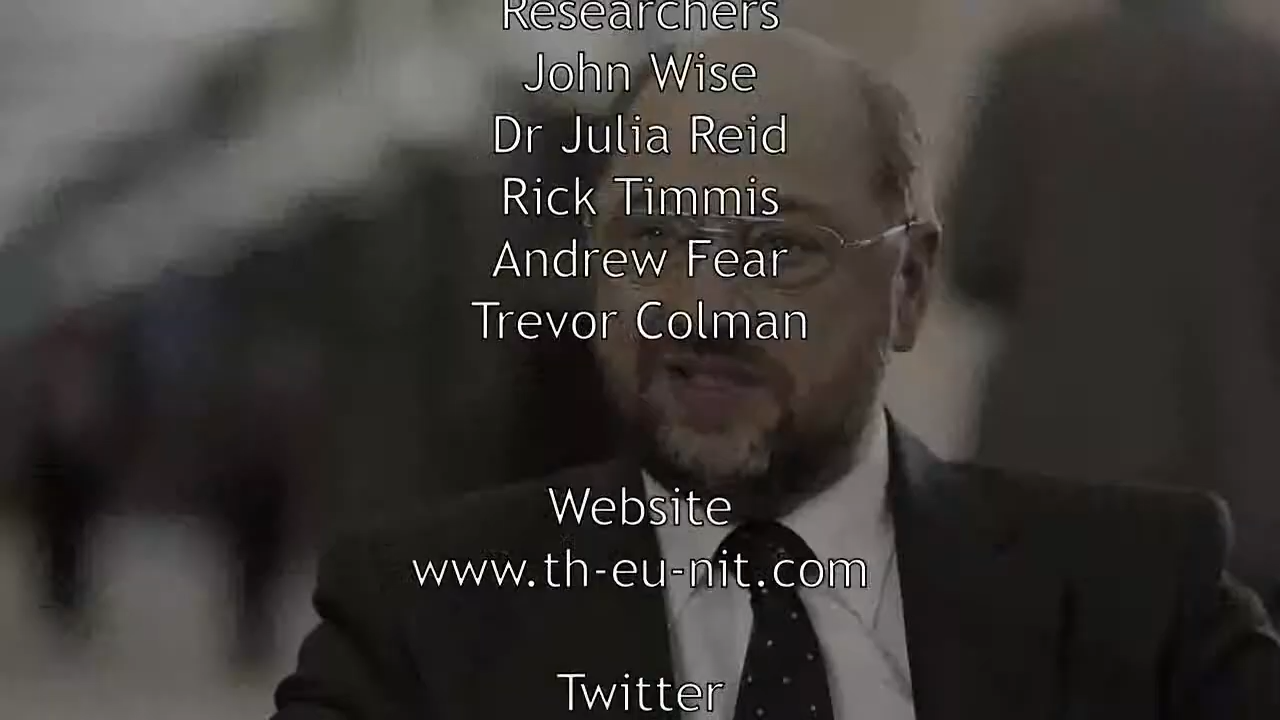 Researchers
John Wise
Dr Julia Reid
Rick Timmis
Andrew Fear
Trevor Colman
Website
www.th-eu-nit.com
Twitter